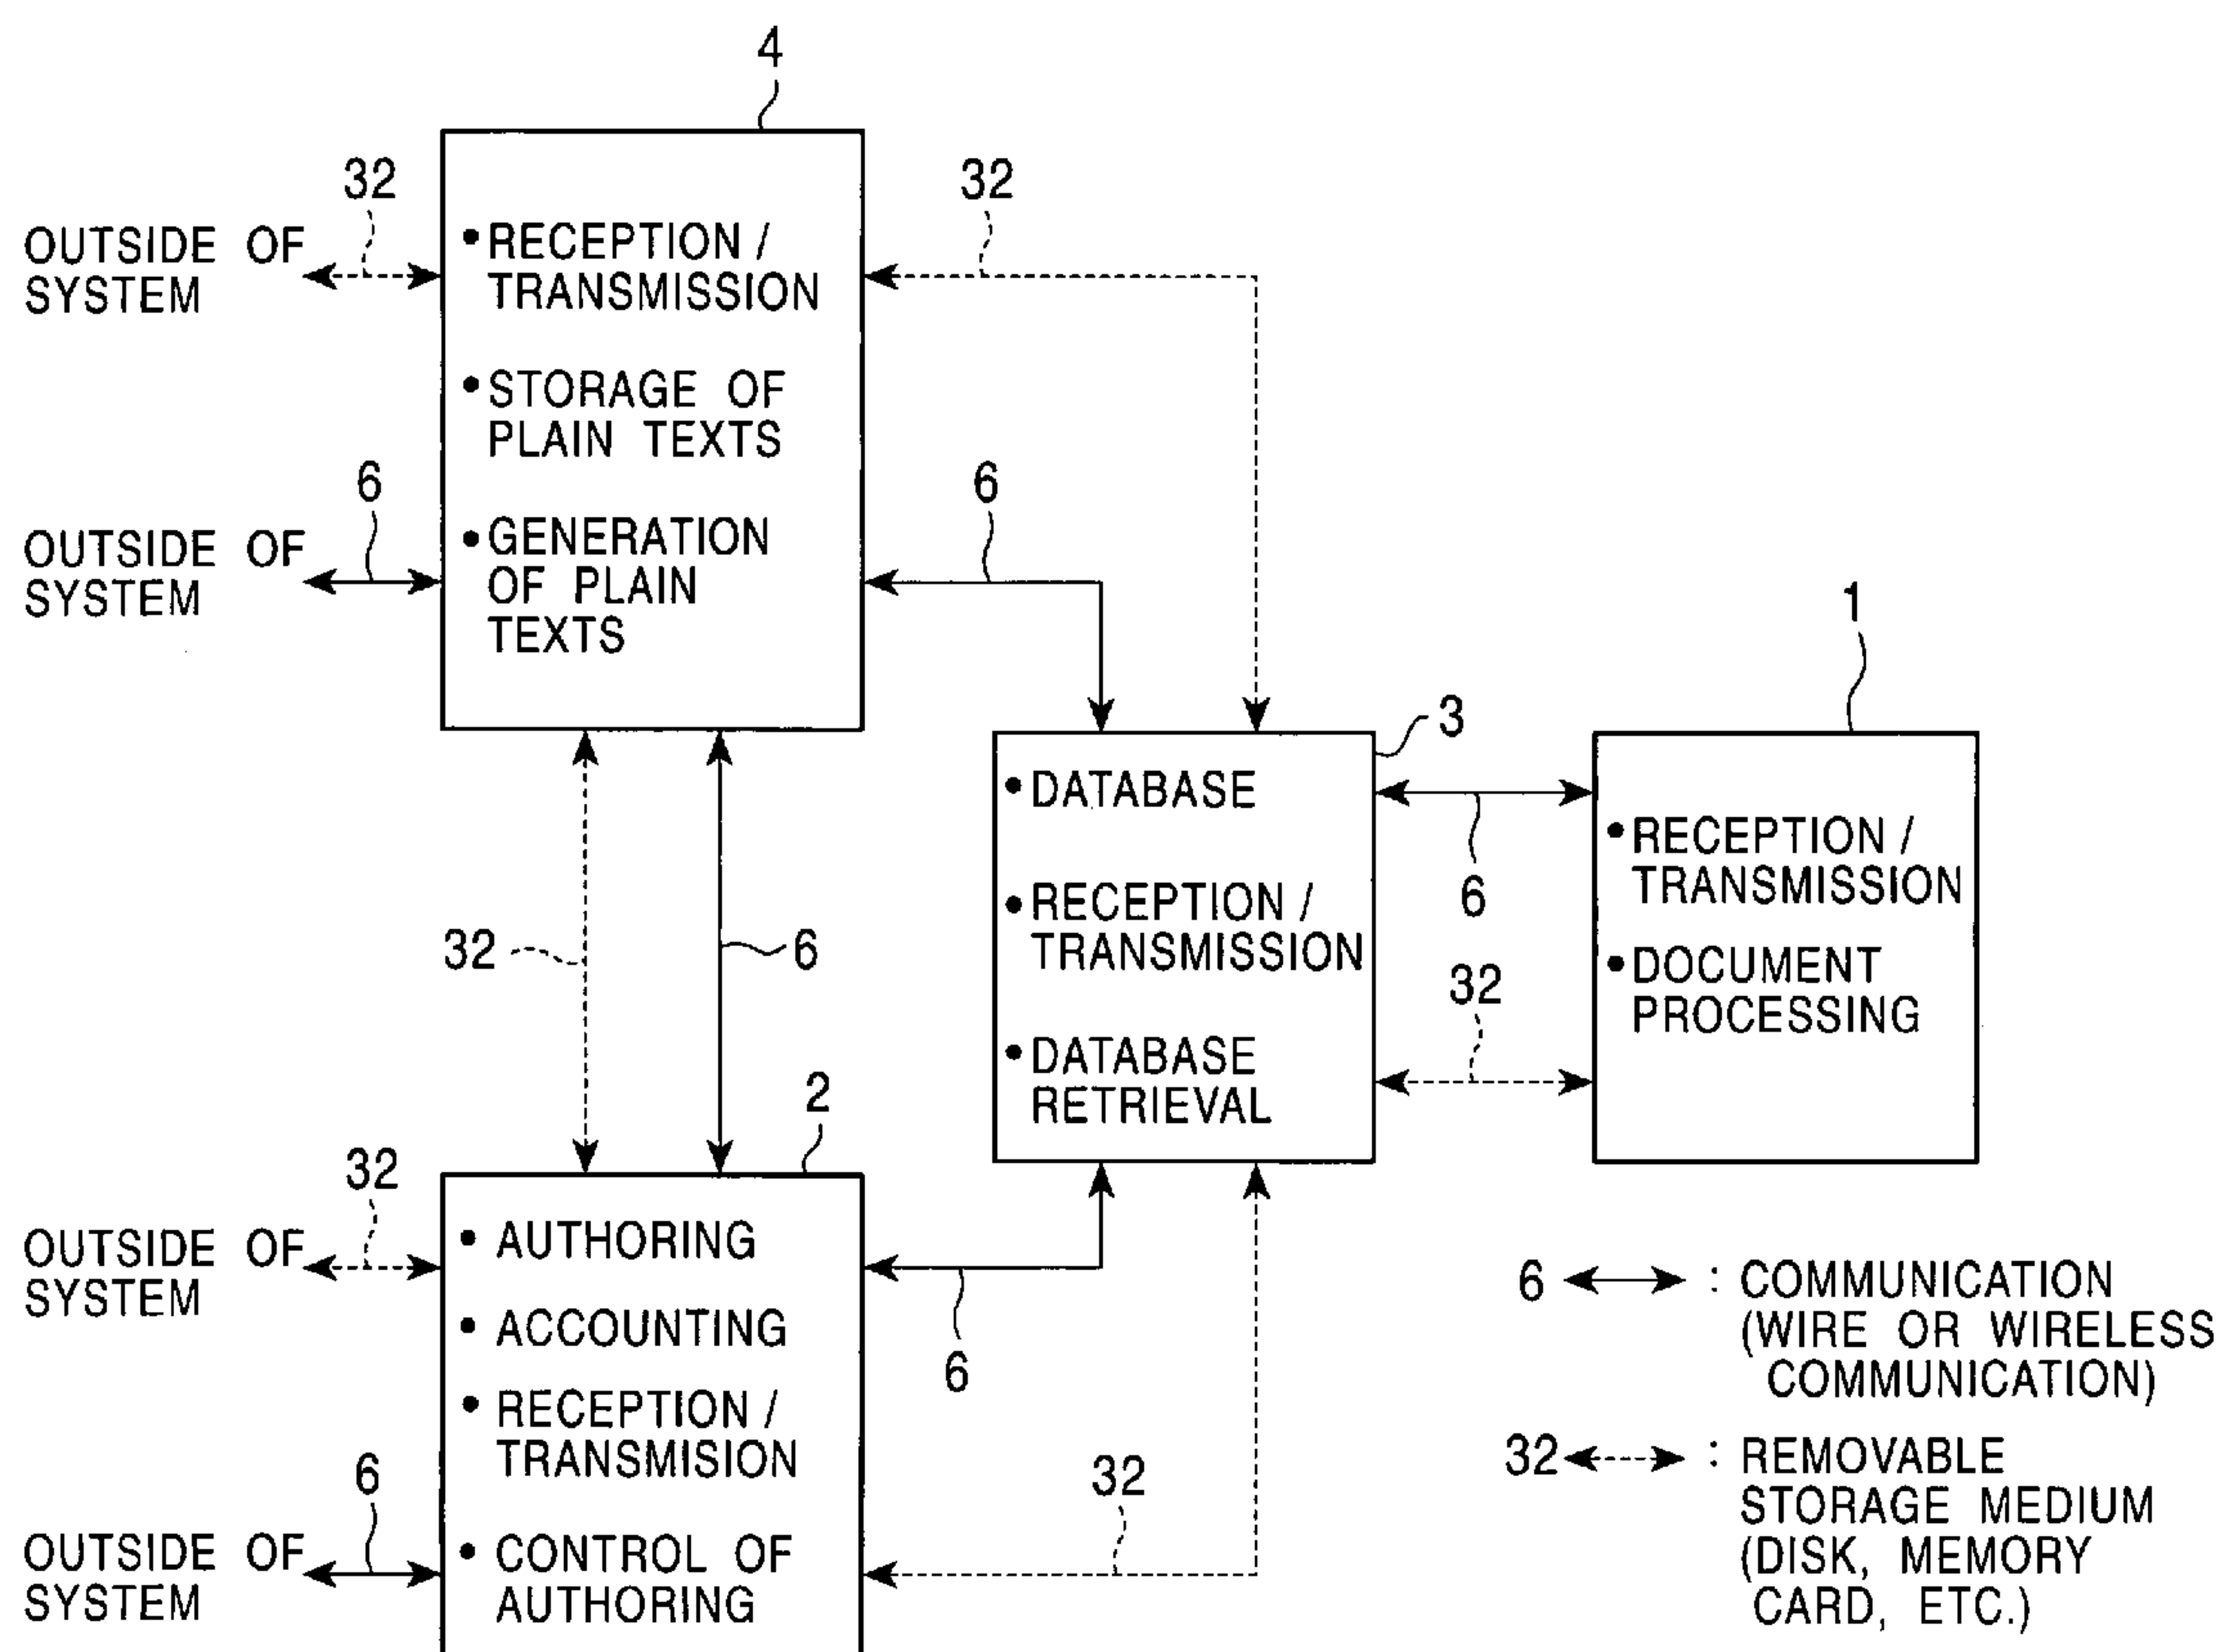 4
32
OUTSIDE OF
SYSTEM
• RECEPTION /
TRANSMISSION
32
• STORAGE OF
PLAIN TEXTS
6
OUTSIDE OF
SYSTEM
• GENERATION
OF PLAIN
TEXTS
6
1
3
• DATABASE
• RECEPTION /
TRANSMISSION
• DATABASE
RETRIEVAL
6
32
• RECEPTION /
TRANSMISSION
• DOCUMENT
PROCESSING
32
6
2
32
OUTSIDE OF
SYSTEM
• AUTHORING
• ACCOUNTING
• RECEPTION /
TRANSMISION
6
6
OUTSIDE OF
SYSTEM
• CONTROL OF
AUTHORING
32
6 : COMMUNICATION
(WIRE OR WIRELESS
COMMUNICATION)
32 : REMOVABLE
STORAGE MEDIUM
(DISK, MEMORY
CARD, ETC.)